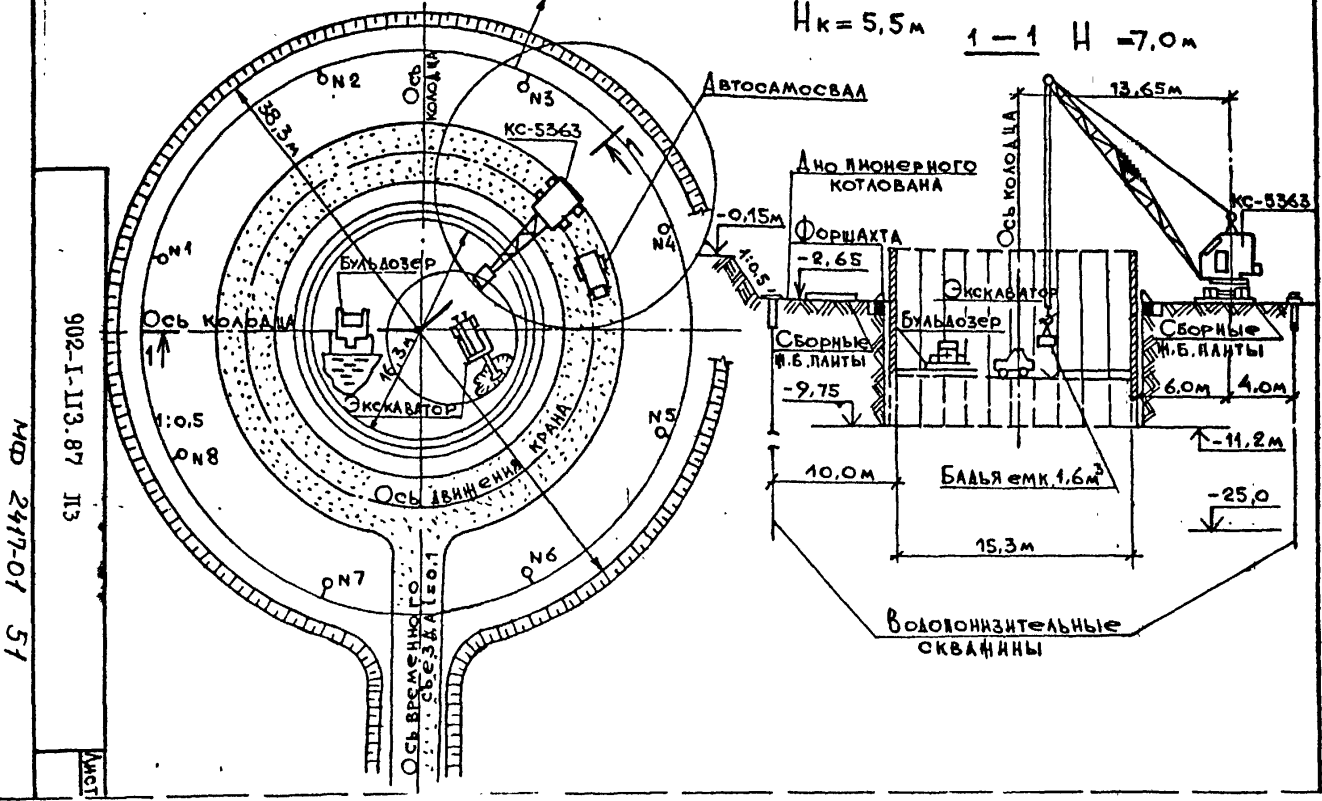 Нк = 5,5м
1 — 1 Н = 7,0м
N2
Ось
колодца
N3
Автосамосвал
13,65м
38,3м
КС-5363
1
Дно пионерного
котлована
Ось колодца
КС-5363
-0,15м
Форшахта
N4
N1
Бульдозер
1:0.5
-2,65
Экскаватор
Ось колодца
1
16,3м
Сборные
ж.б. плиты
Бульдозер
Сборные
ж.б. плиты
Экскаватор
-9,75
6.0м
4.0м
1:0.5
N8
N5
-11,2м
Ось движения крана
10,0м
Бадья емк. 1,6м³
-25,0
15,3м
N7
N6
Ось временного
съезда i=0.1
Водопонизительные
скважины
902-I-II3.87 ПЗ
МФ 2417-01 51
Лист